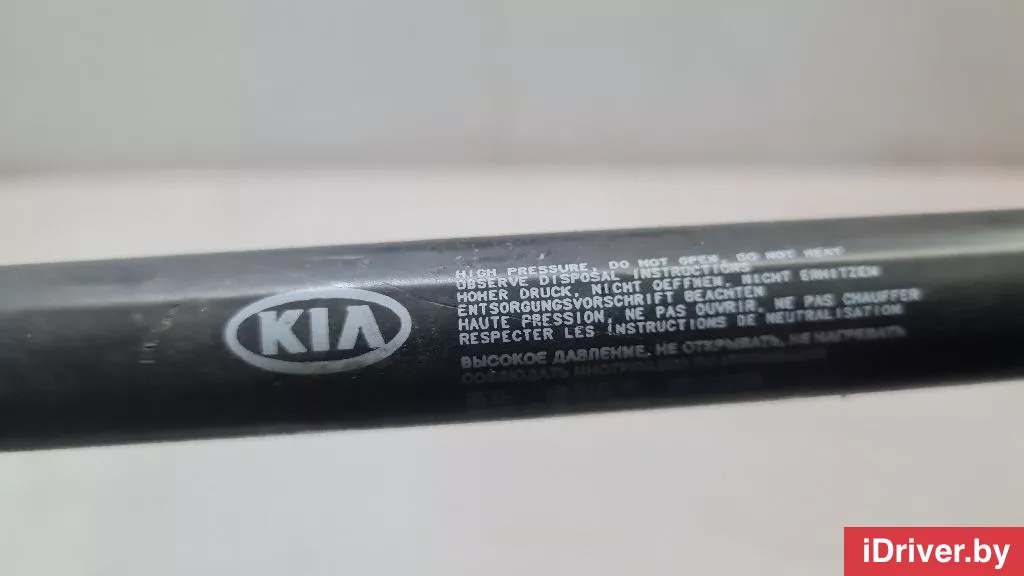 KIA
HIGH PRESSURE, DO NOT OPEN, DO NOT HEAT
OBSERVE DISPOSAL INSTRUCTIONS
HOHER DRUCK, NICHT OEFFNEN, NICHT ERHITZEN
ENTSORGUNGSVORSCHRIFT BEACHTEN
HAUTE PRESSION, NE PAS OUVRIR, NE PAS CHAUFFER
RESPECTER LES INSTRUCTIONS DE NEUTRALISATION
ВЫСОКОЕ ДАВЛЕНИЕ, НЕ ОТКРЫВАТЬ, НЕ НАГРЕВАТЬ
СОБЛЮДАТЬ
iDriver.by